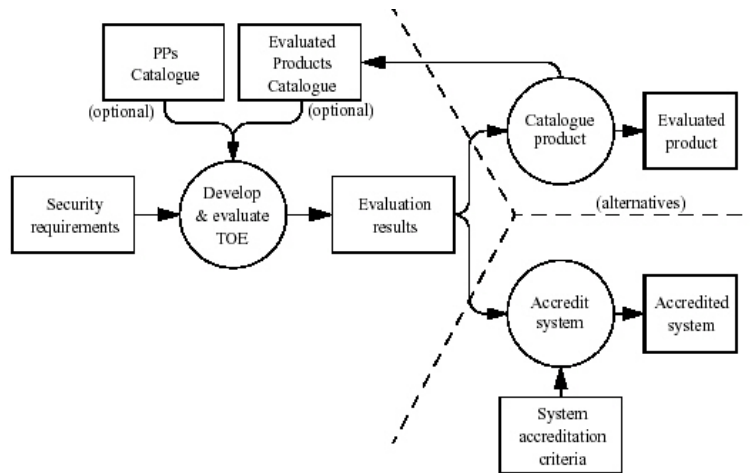 PPs
Catalogue
(optional)
Evaluated
Products
Catalogue
(optional)
Catalogue
product
Evaluated
product
Security
requirements
Develop
& evaluate
TOE
Evaluation
results
(alternatives)
Accredit
system
Accredited
system
System
accreditation
criteria